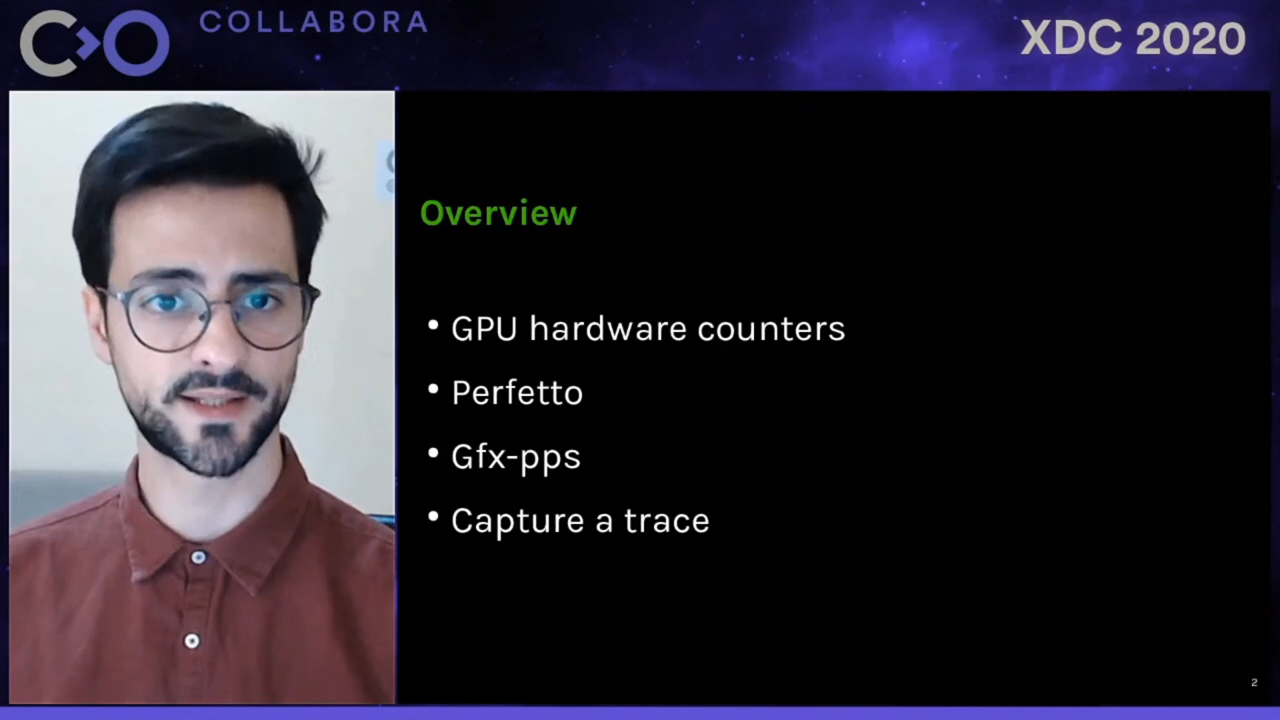 COLLABORA
XDC 2020
Overview
• GPU hardware counters
• Perfetto
• Gfx-pps
• Capture a trace
2